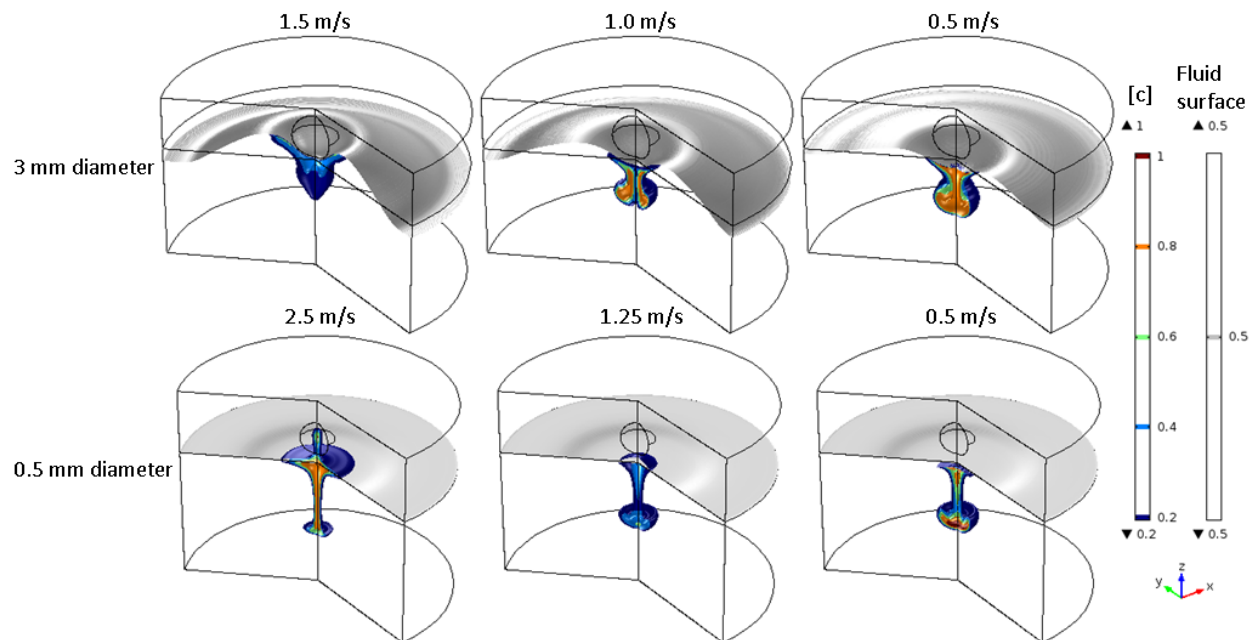 1.5 m/s
1.0 m/s
0.5 m/s
[c]
Fluid
surface
▲ 1
▲ 0.5
3 mm diameter
1
0.8
0.6
0.5
0.4
0.2
▼ 0.2
▼ 0.5
2.5 m/s
1.25 m/s
0.5 m/s
0.5 mm diameter
y
z
x